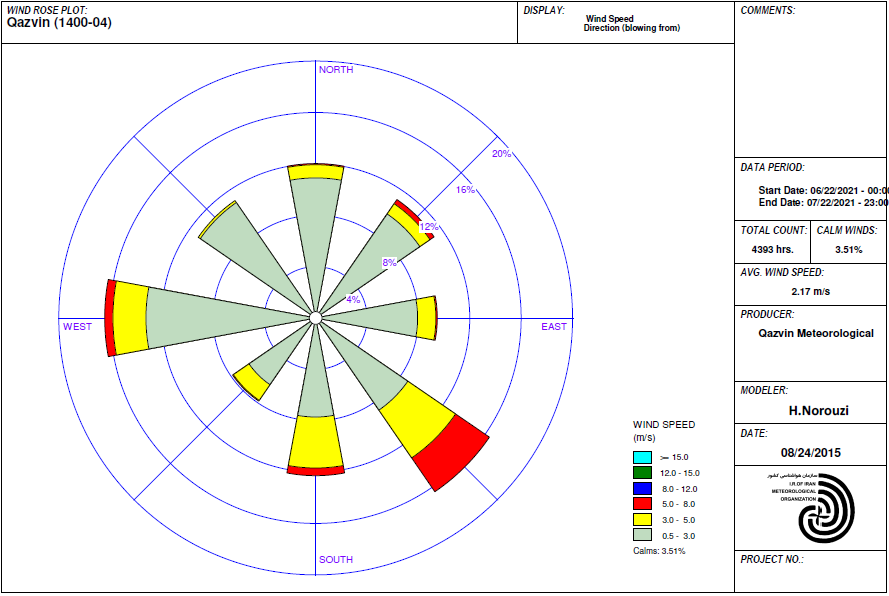 WIND ROSE PLOT:
Qazvin (1400-04)
DISPLAY:
Wind Speed
Direction (blowing from)
COMMENTS:
NORTH
20%
16%
12%
8%
4%
WEST
EAST
SOUTH
WIND SPEED
(m/s)
>= 15.0
12.0 - 15.0
8.0 - 12.0
5.0 - 8.0
3.0 - 5.0
0.5 - 3.0
Calms: 3.51%
DATA PERIOD:
Start Date: 06/22/2021 - 00:00
End Date: 07/22/2021 - 23:00
TOTAL COUNT:
4393 hrs.
CALM WINDS:
3.51%
AVG. WIND SPEED:
2.17 m/s
PRODUCER:
Qazvin Meteorological
MODELER:
H.Norouzi
DATE:
08/24/2015
سازمان هواشناسی کشور
I.R.OF IRAN
METEOROLOGICAL
ORGANIZATION
PROJECT NO.: